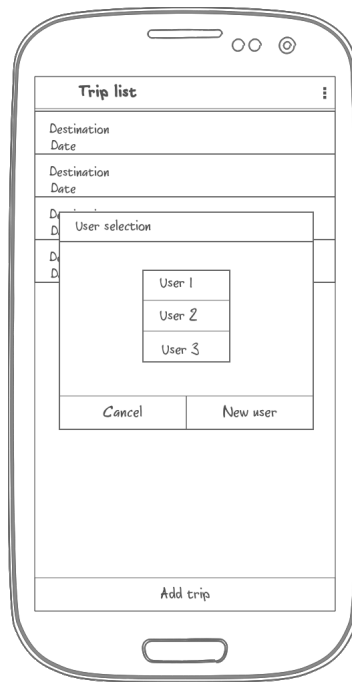 Trip list
Destination
Date
Destination
Date
User selection
User 1
User 2
User 3
Cancel
New user
Add trip